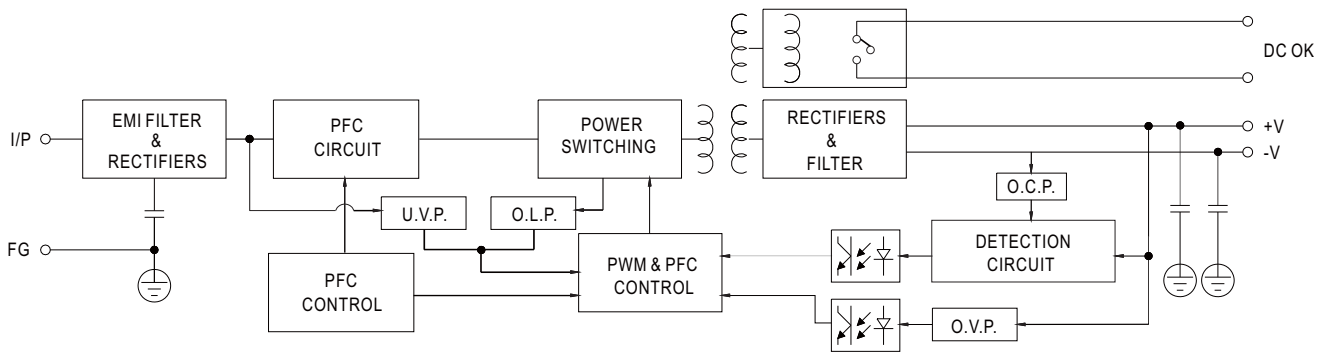 DC OK
I/P
EMI FILTER
&
RECTIFIERS
PFC
CIRCUIT
POWER
SWITCHING
RECTIFIERS
&
FILTER
+V
-V
U.V.P.
O.L.P.
O.C.P.
FG
PFC
CONTROL
PWM & PFC
CONTROL
DETECTION
CIRCUIT
O.V.P.